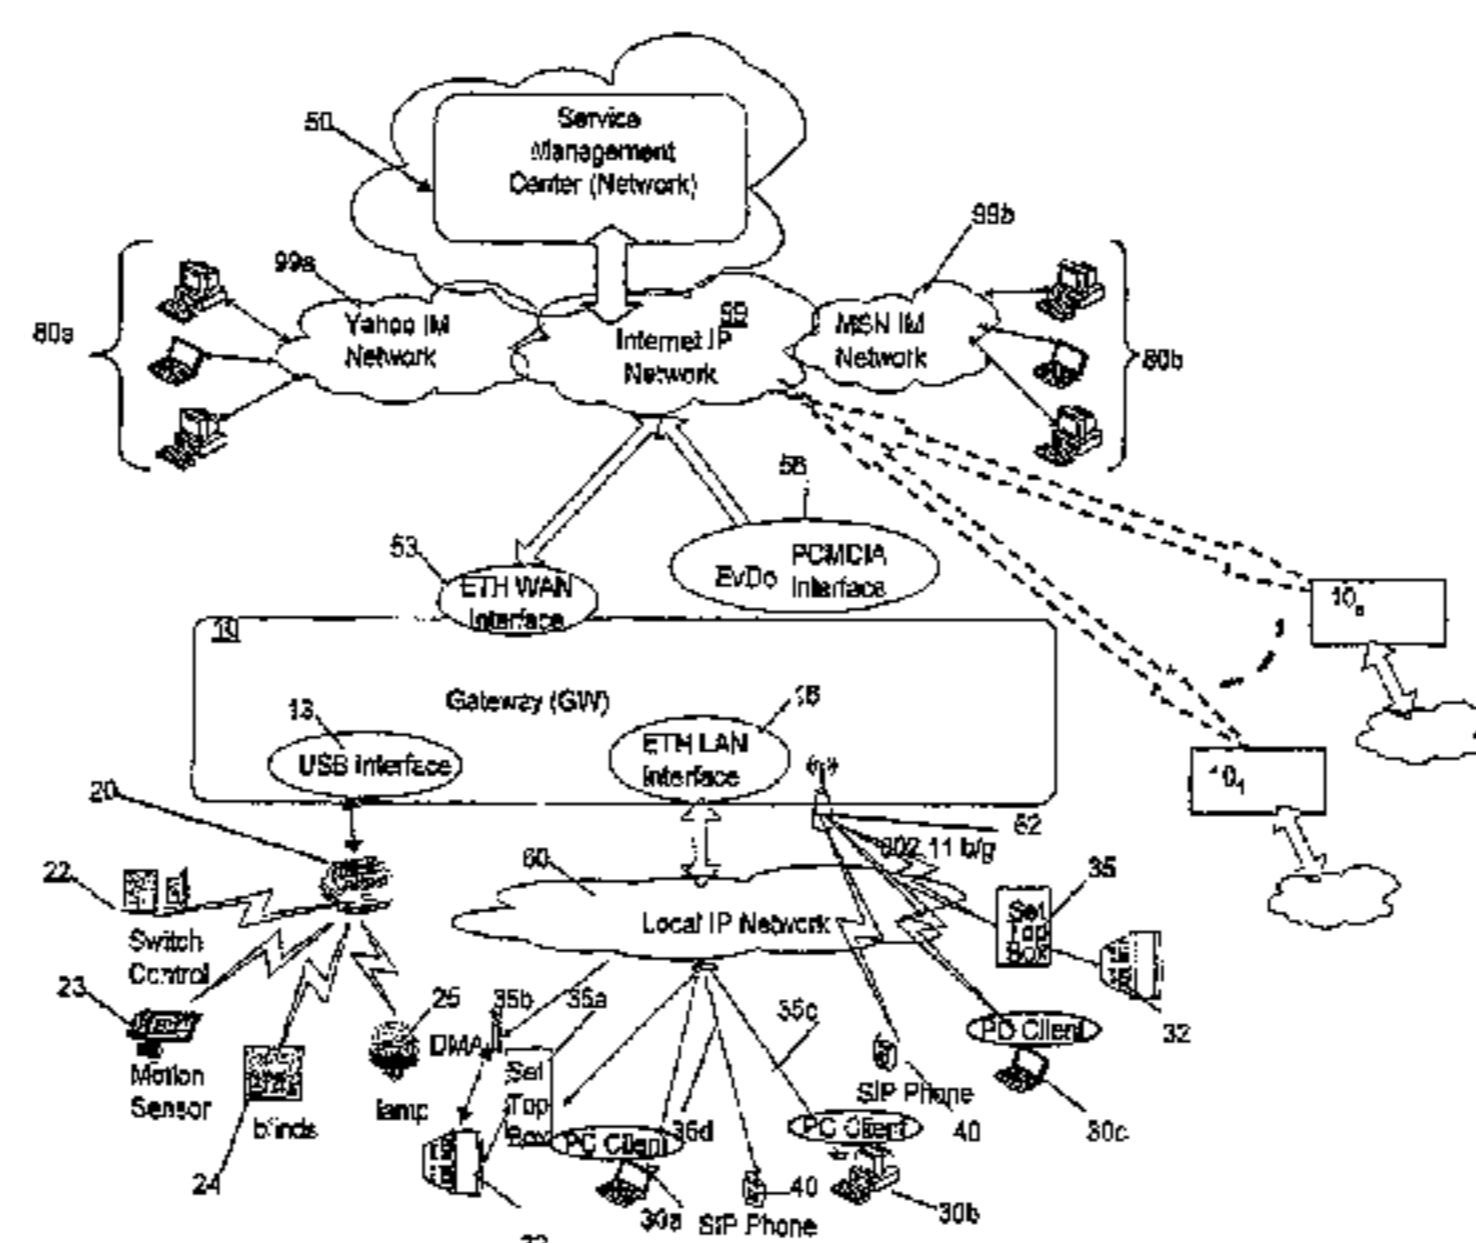 50
Service
Management
Center (Network)
99a
99b
80a
Yahoo IM
Network
Internet IP
Network
MSN IM
Network
80b
53
ETH WAN
Interface
EvDo
PCMCIA
Interface
10
Gateway (GW)
13
USB Interface
ETH LAN
Interface
10
10
20
60
62
802.11 b/g
22
Switch
Control
Local IP Network
35
Set
Top
Box
23
Motion
Sensor
24
blinds
25
lamp
DMA
35b
35a
Set
Top
Box
PC Client
35d
35c
PC Client
SIP Phone
40
PC Client
30c
32
30a
SIP Phone
40
30b